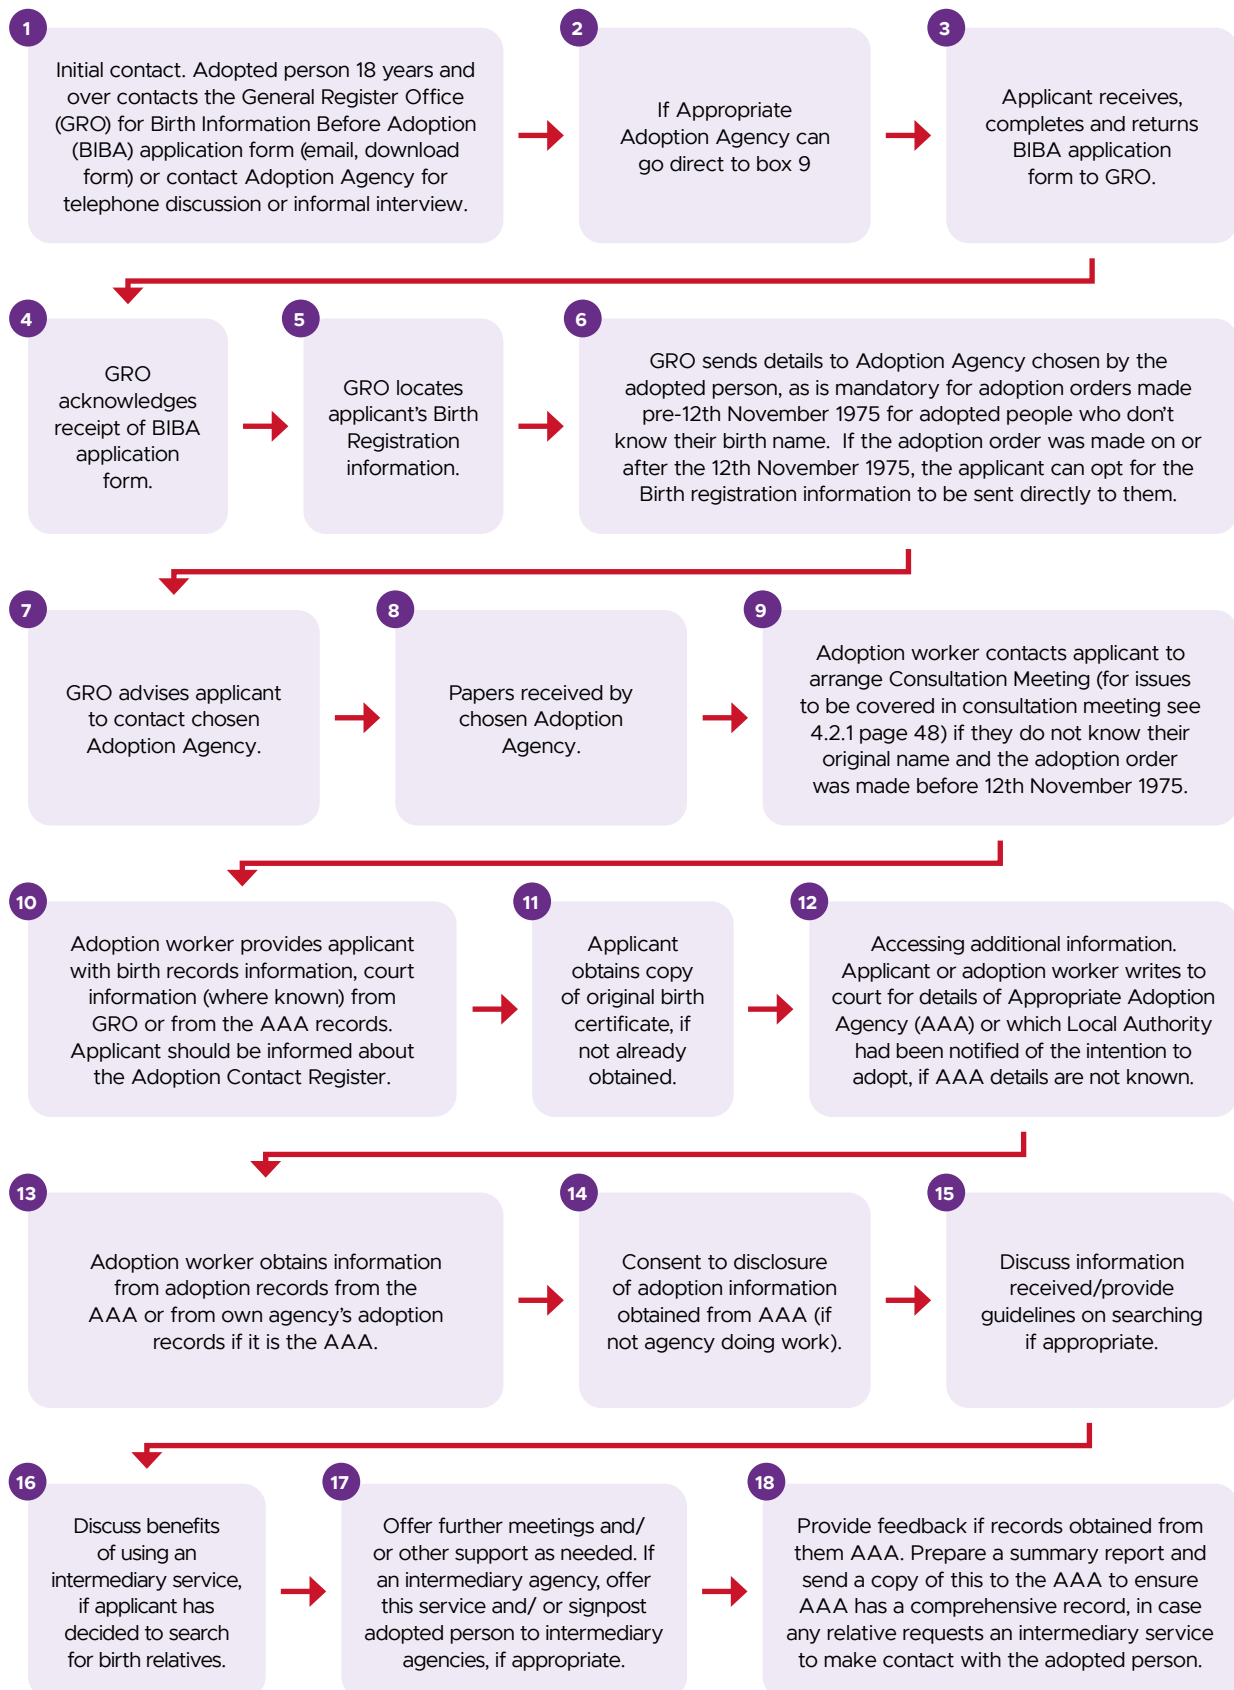 1
Initial contact. Adopted person 18 years and
over contacts the General Register Office
(GRO) for Birth Information Before Adoption
(BIBA) application form (email, download
form) or contact Adoption Agency for
telephone discussion or informal interview.
2
If Appropriate
Adoption Agency can
go direct to box 9
3
Applicant receives,
completes and returns
BIBA application
form to GRO.
4
GRO
acknowledges
receipt of BIBA
application
form.
5
GRO locates
applicant's Birth
Registration
information.
6
GRO sends details to Adoption Agency chosen by the
adopted person, as is mandatory for adoption orders made
pre-12th November 1975 for adopted people who don't
know their birth name. If the adoption order was made on or
after the 12th November 1975, the applicant can opt for the
Birth registration information to be sent directly to them.
7
GRO advises applicant
to contact chosen
Adoption Agency.
8
Papers received by
chosen Adoption
Agency.
9
Adoption worker contacts applicant to
arrange Consultation Meeting (for issues
to be covered in consultation meeting see
4.2.1 page 48) if they do not know their
original name and the adoption order
was made before 12th November 1975.
10
Adoption worker provides applicant
with birth records information, court
information (where known) from
GRO or from the AAA records.
Applicant should be informed about
the Adoption Contact Register.
11
Applicant
obtains copy
of original birth
certificate, if
not already
obtained.
12
Accessing additional information.
Applicant or adoption worker writes to
court for details of Appropriate Adoption
Agency (AAA) or which Local Authority
had been notified of the intention to
adopt, if AAA details are not known.
13
Adoption worker obtains information
from adoption records from the
AAA or from own agency's adoption
records if it is the AAA.
14
Consent to disclosure
of adoption information
obtained from AAA (if
not agency doing work).
15
Discuss information
received/provide
guidelines on searching
if appropriate.
16
Discuss benefits
of using an
intermediary service,
if applicant has
decided to search
for birth relatives.
17
Offer further meetings and/
or other support as needed. If
an intermediary agency, offer
this service and/ or signpost
adopted person to intermediary
agencies, if appropriate.
18
Provide feedback if records obtained from
them AAA. Prepare a summary report and
send a copy of this to the AAA to ensure
AAA has a comprehensive record, in case
any relative requests an intermediary service
to make contact with the adopted person.